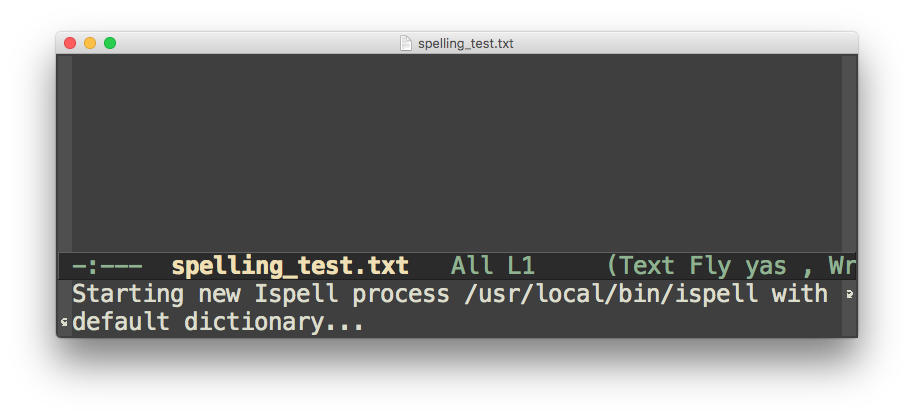 spelling_test.txt
-:--- spelling_test.txt All L1 (Text Fly yas , Wr
Starting new Ispell process /usr/local/bin/ispell with
default dictionary...